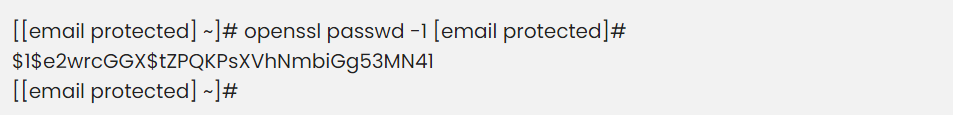 [[email protected] ~]# openssl passwd -1 [email protected]#
$1$e2wrcGGX$tZPQKPsXVhNmbiGg53MN41
[[email protected] ~]#